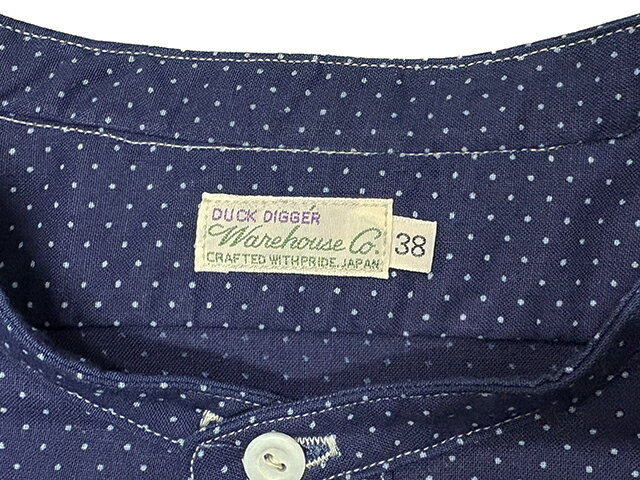 DUCK DIGGER
Warehouse Co.
38
CRAFTED WITH PRIDE. JAPAN